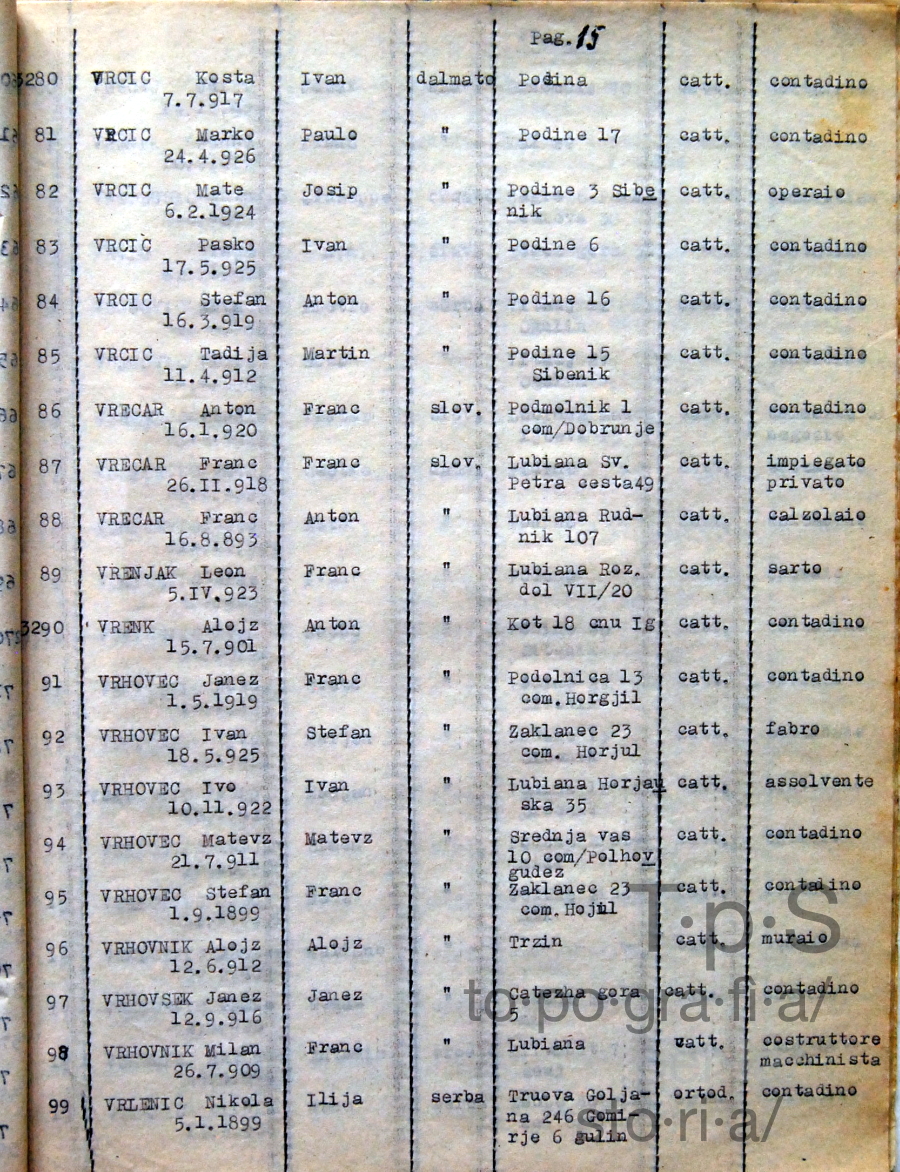 Pag. 15
3280 VRCIC Kosta Ivan dalmato Podina catt. contadino
7.7.917
81 VRCIC Marko Paulo " Podine 17 catt. contadino
24.4.926
82 VRCIC Mate Josip " Podine 3 Sibe catt. operaio
6.2.1924 nik
83 VRCIC Pasko Ivan " Podine 6 catt. contadino
17.5.925
84 VRCIC Stefan Anton " Podine 16 catt. contadino
16.3.919
85 VRCIC Tadija Martin " Podine 15 catt. contadino
11.4.912 Sibenik
86 VRECAR Anton Franc slov. Podmolnik 1 catt. contadino
16.1.920 com/Dobrunje
87 VRECAR Franc Franc slov. Lubiana Sv. catt. impiegato
26.II.918 Petra cesta49 privato
88 VRECAR Franc Anton " Lubiana Rud- catt. calzolaio
16.8.893 nik 107
89 VRENJAK Leon Franc " Lubiana Roz. catt. sarto
5.IV.923 dol VII/20
3290 VRENK Alojz Anton " Kot 18 cnu Ig catt. contadino
15.7.901
91 VRHOVEC Janez Franc " Podolnica 13 catt. contadino
1.5.1919 com.Horgjil
92 VRHOVEC Ivan Stefan " Zaklanec 23 catt. fabro
18.5.925 com. Horjul
93 VRHOVEC Ivo Ivan " Lubiana Horjau catt. assolvente
10.11.922 ska 35
94 VRHOVEC Matevz Matevz " Srednja vas catt. contadino
21.7.911 10 com/Polhov
gudez
95 VRHOVEC Stefan Franc " Zaklanec 23 catt. contadino
1.9.1899 com.Hojul
96 VRHOVNIK Alojz Alojz " Trzin catt. muraio
12.6.912
97 VRHOVSEK Janez Janez " Catezha gora catt. contadino
12.9.916 5
98 VRHOVNIK Milan Franc " Lubiana catt. costruttore
26.7.909 macchinista
99 VRLENIC Nikola Ilija serba Truova Golja- ortod. contadino
5.1.1899 na 246 Gomi-
rje 6 gulin
T·p·S
to·po·gra·fi·a/
sto·ri·a/